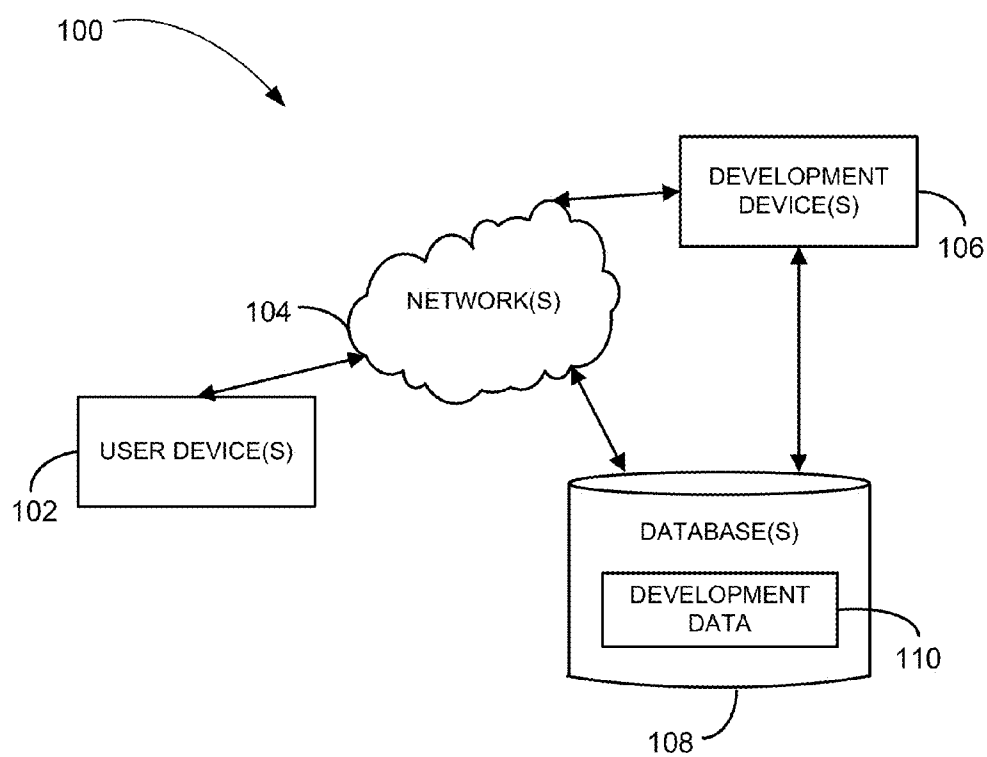 100
DEVELOPMENT
DEVICE(S)
106
NETWORK(S)
104
USER DEVICE(S)
102
DATABASE(S)
DEVELOPMENT
DATA
110
108